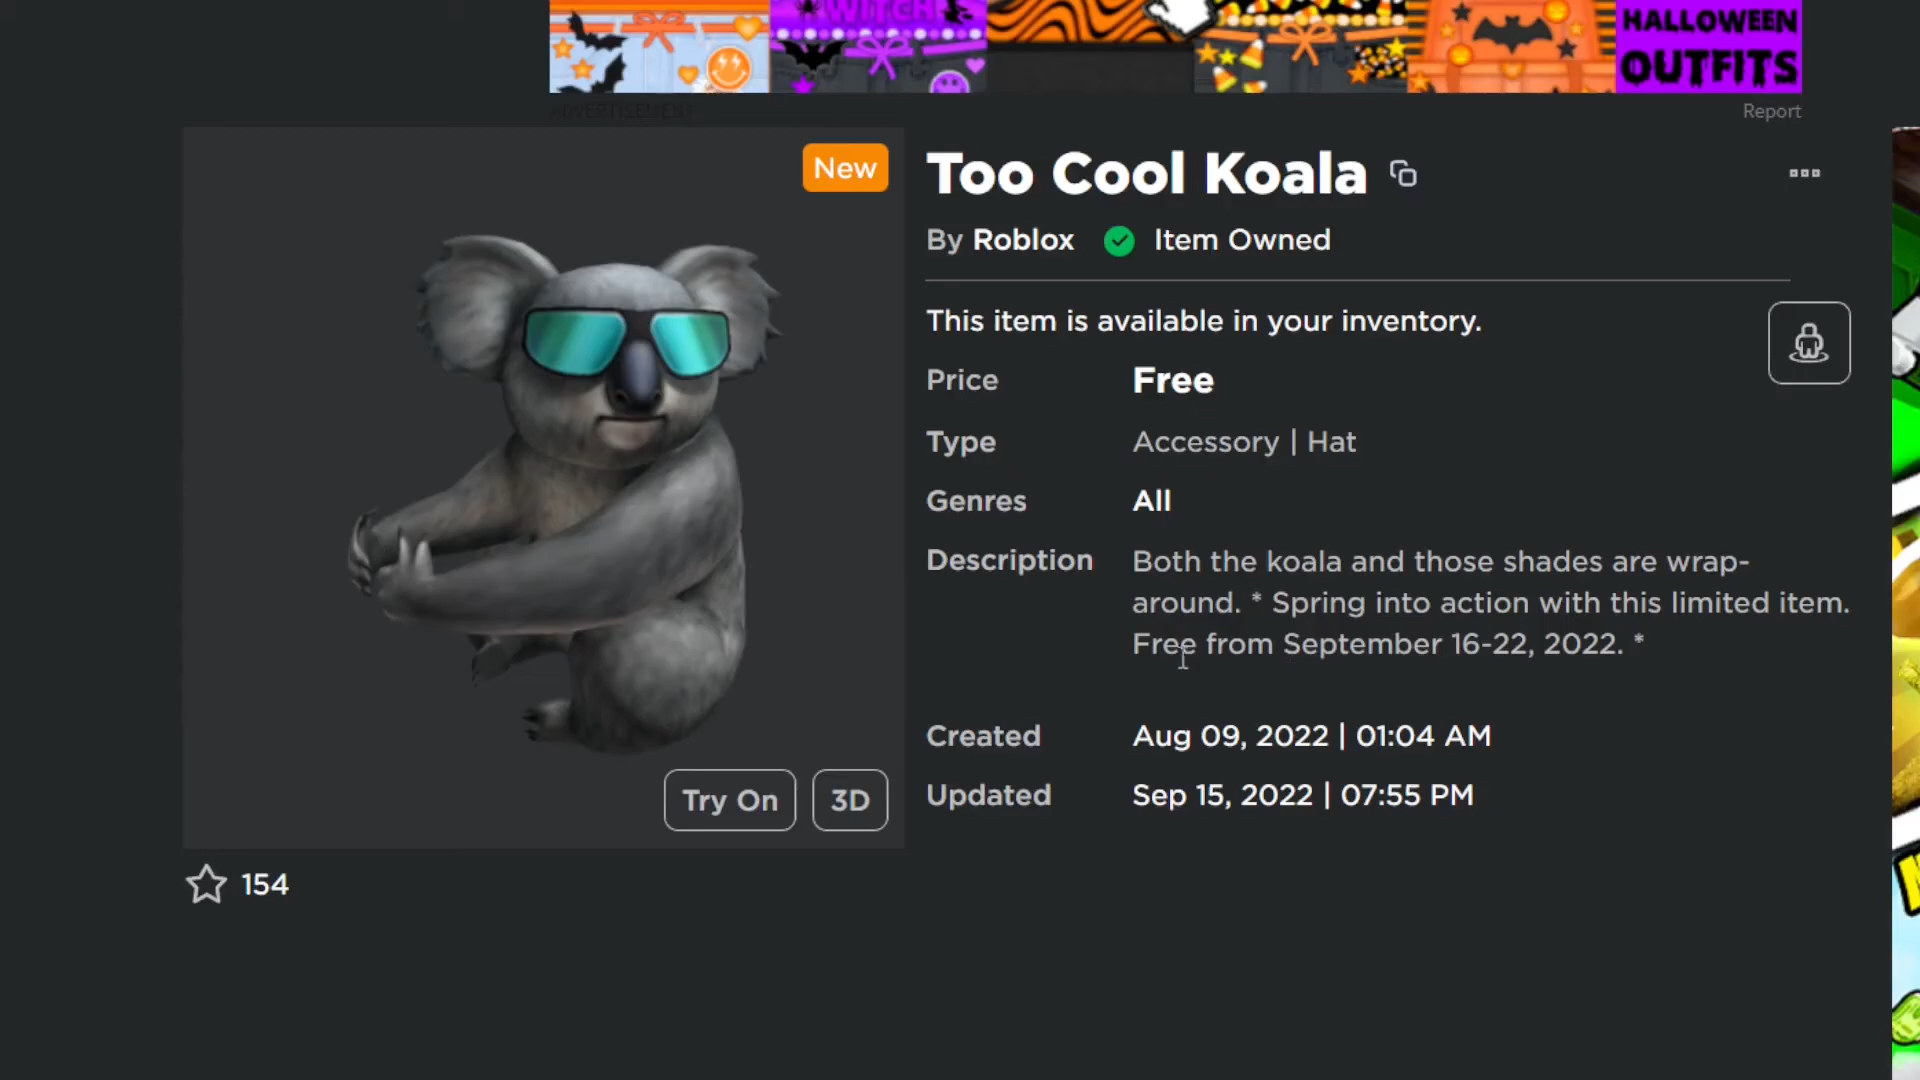 WITCH
HALLOWEEN
OUTFITS
ADVERTISEMENT
Report
New
Too Cool Koala
By Roblox Item Owned
This item is available in your inventory.
Price Free
Type Accessory | Hat
Genres All
Description Both the koala and those shades are wrap-
around. * Spring into action with this limited item.
Free from September 16-22, 2022. *
Created Aug 09, 2022 | 01:04 AM
Updated Sep 15, 2022 | 07:55 PM
Try On 3D
154